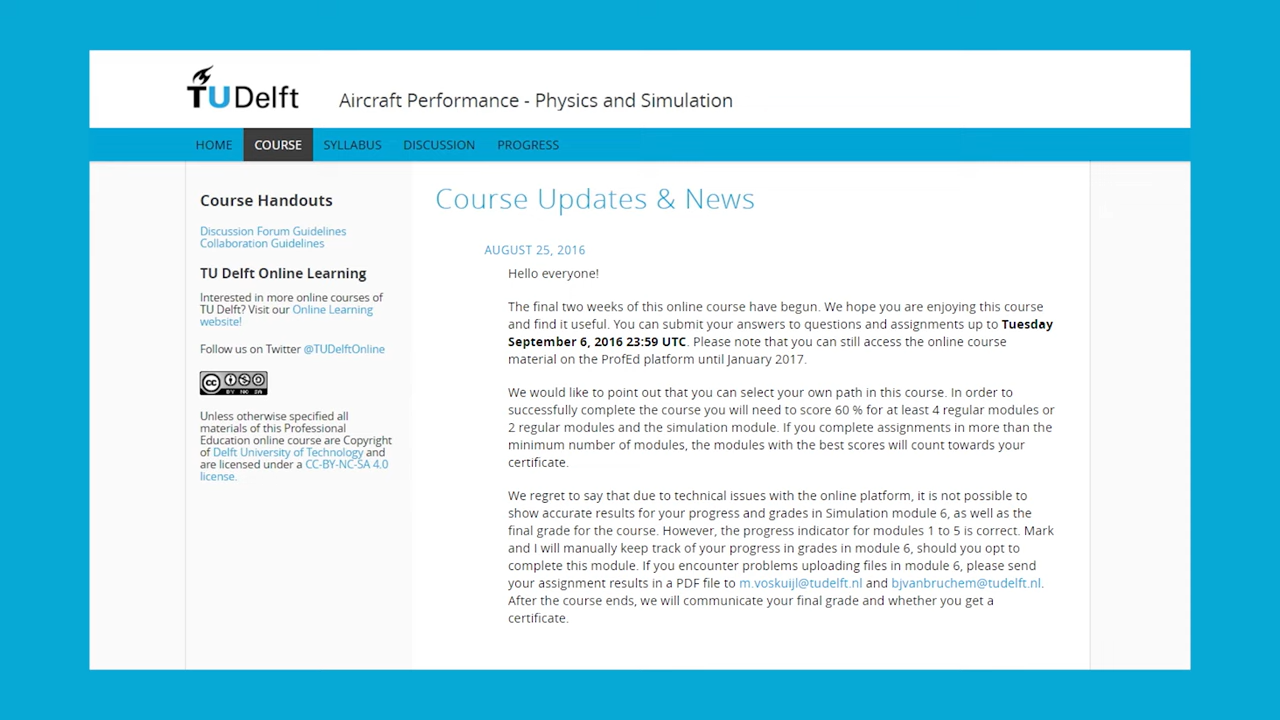 TUDelft
Aircraft Performance - Physics and Simulation
HOME
COURSE
SYLLABUS
DISCUSSION
PROGRESS
Course Handouts
Discussion Forum Guidelines
Collaboration Guidelines
TU Delft Online Learning
Interested in more online courses of
TU Delft? Visit our Online Learning
website!
Follow us on Twitter @TUDelftOnline
CC
BY NC SA
Unless otherwise specified all
materials of this Professional
Education online course are Copyright
of Delft University of Technology and
are licensed under a CC-BY-NC-SA 4.0
license.
Course Updates & News
AUGUST 25, 2016
Hello everyone!
The final two weeks of this online course have begun. We hope you are enjoying this course
and find it useful. You can submit your answers to questions and assignments up to Tuesday
September 6, 2016 23:59 UTC. Please note that you can still access the online course
material on the ProfEd platform until January 2017.
We would like to point out that you can select your own path in this course. In order to
successfully complete the course you will need to score 60 % for at least 4 regular modules or
2 regular modules and the simulation module. If you complete assignments in more than the
minimum number of modules, the modules with the best scores will count towards your
certificate.
We regret to say that due to technical issues with the online platform, it is not possible to
show accurate results for your progress and grades in Simulation module 6, as well as the
final grade for the course. However, the progress indicator for modules 1 to 5 is correct. Mark
and I will manually keep track of your progress in grades in module 6, should you opt to
complete this module. If you encounter problems uploading files in module 6, please send
your assignment results in a PDF file to m.voskuijl@tudelft.nl and bjvanbruchem@tudelft.nl.
After the course ends, we will communicate your final grade and whether you get a
certificate.